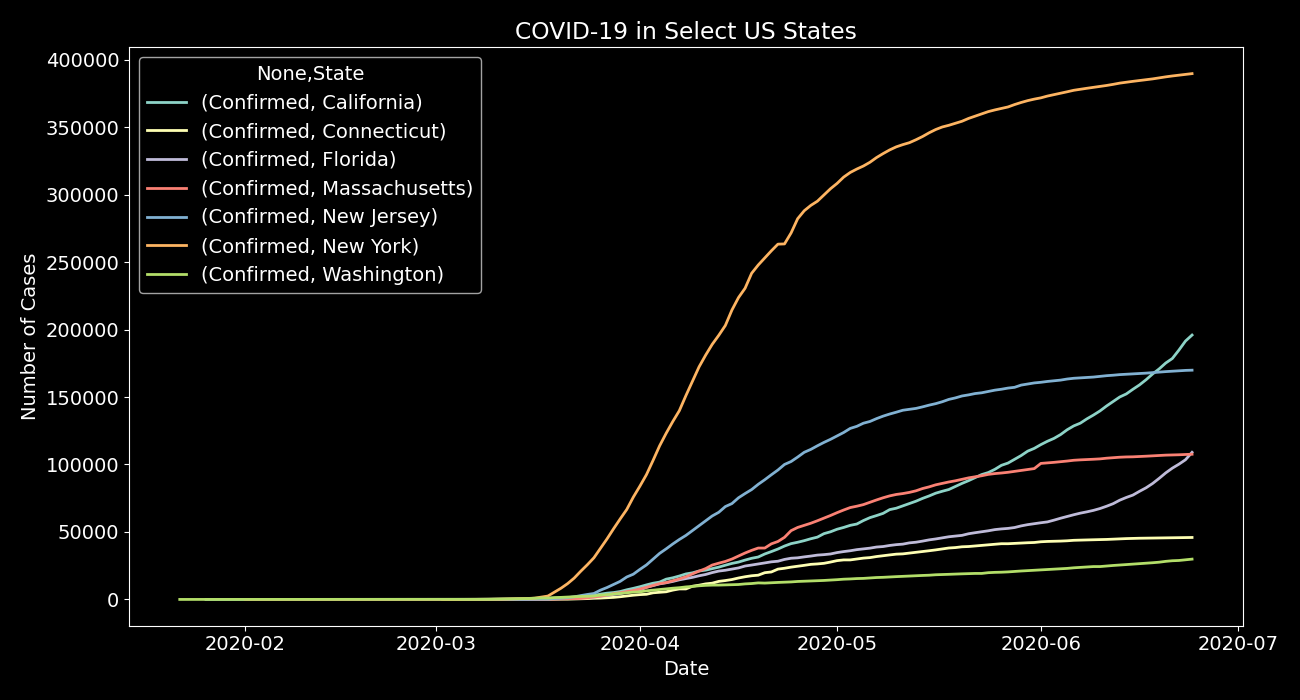 COVID-19 in Select US States
400000
350000
300000
250000
200000
150000
100000
50000
0
Number of Cases
None,State
(Confirmed, California)
(Confirmed, Connecticut)
(Confirmed, Florida)
(Confirmed, Massachusetts)
(Confirmed, New Jersey)
(Confirmed, New York)
(Confirmed, Washington)
2020-02 2020-03 2020-04 2020-05 2020-06 2020-07
Date